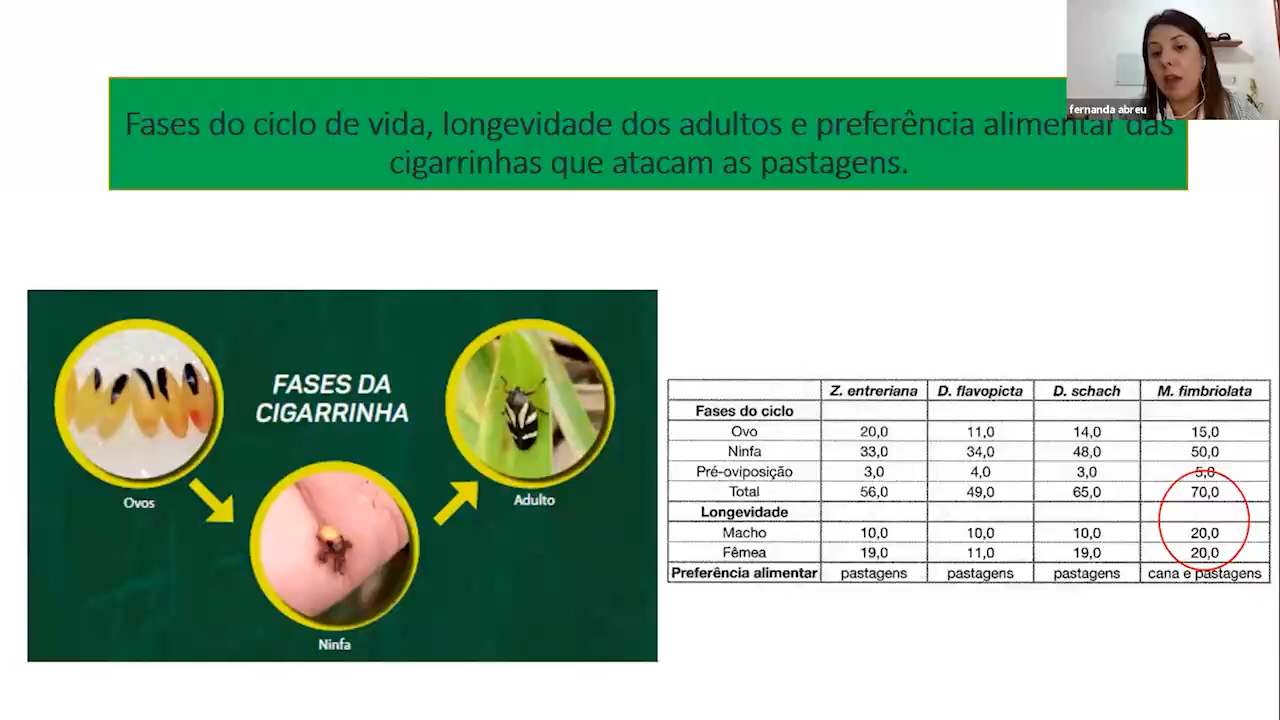 fernanda abreu
Fases do ciclo de vida, longevidade dos adultos e preferência alimentar das
cigarrinhas que atacam as pastagens.
FASES DA
CIGARRINHA
Ovos
Adulto
Ninfa
Z. entreriana D. flavopicta D. schach M. fimbriolata
Fases do ciclo
Ovo 20,0 11,0 14,0 15,0
Ninfa 33,0 34,0 48,0 50,0
Pré-oviposição 3,0 4,0 3,0 5,0
Total 56,0 49,0 65,0 70,0
Longevidade
Macho 10,0 10,0 10,0 20,0
Fêmea 19,0 11,0 19,0 20,0
Preferência alimentar pastagens pastagens pastagens cana e pastagens